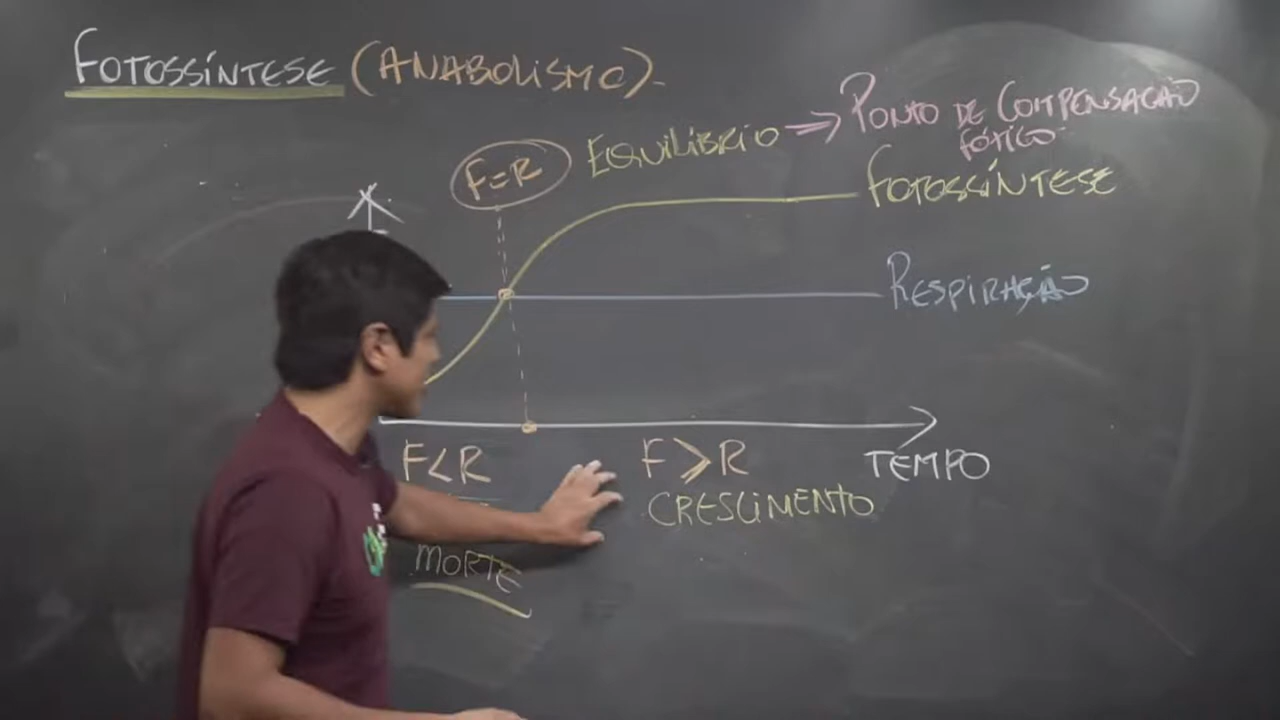 FOTOSSÍNTESE (ANABOLISMO)
F=R EQUILÍBRIO → PONTO DE COMPENSAÇÃO
FÓTICO
FOTOSSÍNTESE
RESPIRAÇÃO
F<R F>R TEMPO
CRESCIMENTO
MORTE